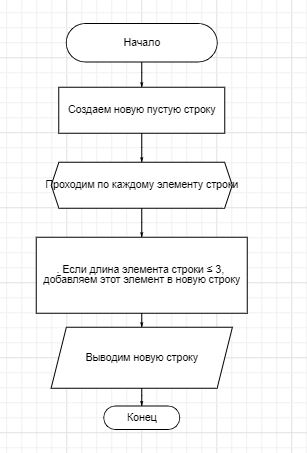 Начало
Создаем новую пустую строку
Проходим по каждому элементу строки
Если длина элемента строки ≤ 3,
добавляем этот элемент в новую строку
Выводим новую строку
Конец